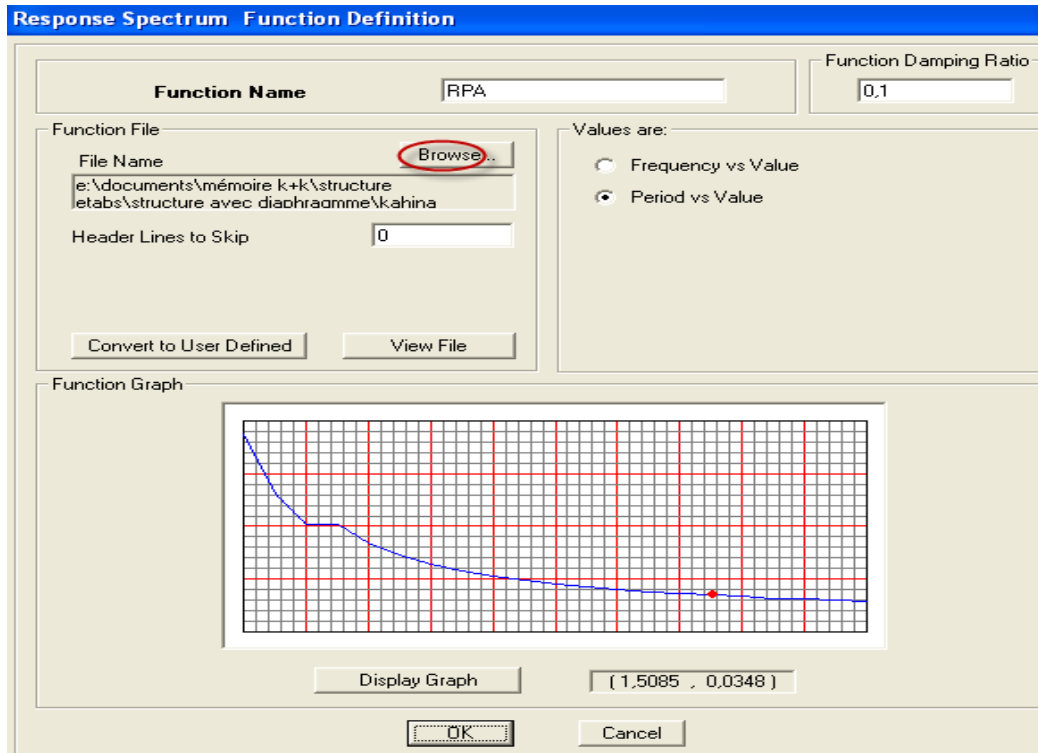 Response Spectrum Function Definition
Function Name
RPA
Function Damping Ratio
0,1
Function File
File Name
Browse...
e:\documents\mémoire k+k\structure
etabs\structure avec diaphragmme\kahina
Header Lines to Skip
0
Convert to User Defined
View File
Values are:
Frequency vs Value
Period vs Value
Function Graph
Display Graph
( 1,5085 , 0,0348 )
OK
Cancel